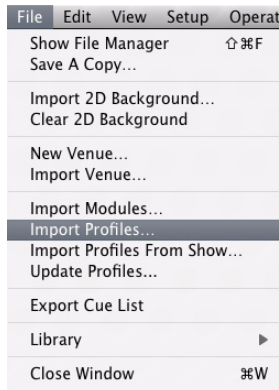 File Edit View Setup Operat
Show File Manager ⇧⌘F
Save A Copy...
Import 2D Background...
Clear 2D Background
New Venue...
Import Venue...
Import Modules...
Import Profiles...
Import Profiles From Show...
Update Profiles...
Export Cue List
Library ▶
Close Window ⌘W